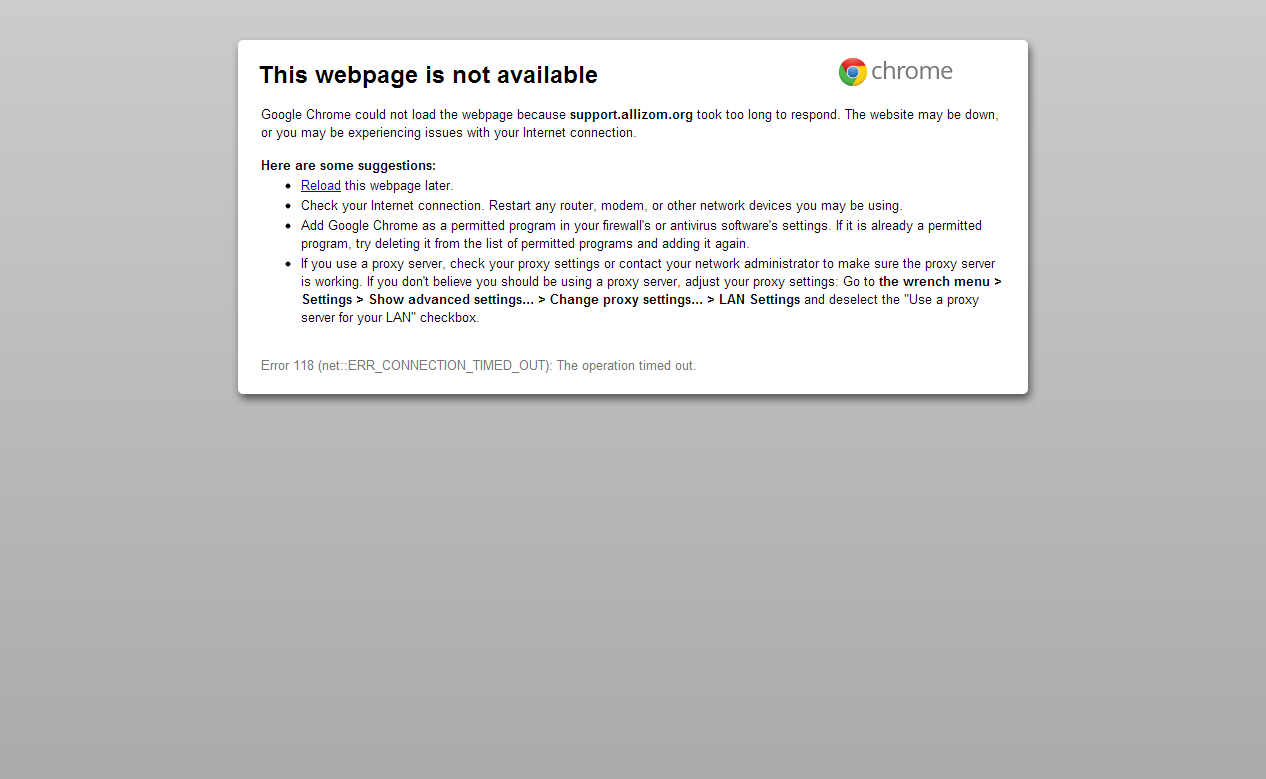 This webpage is not available
chrome
Google Chrome could not load the webpage because support.allizom.org took too long to respond. The website may be down,
or you may be experiencing issues with your Internet connection.
Here are some suggestions:
• Reload this webpage later.
• Check your Internet connection. Restart any router, modem, or other network devices you may be using.
• Add Google Chrome as a permitted program in your firewall's or antivirus software's settings. If it is already a permitted
program, try deleting it from the list of permitted programs and adding it again.
• If you use a proxy server, check your proxy settings or contact your network administrator to make sure the proxy server
is working. If you don't believe you should be using a proxy server, adjust your proxy settings: Go to the wrench menu >
Settings > Show advanced settings... > Change proxy settings... > LAN Settings and deselect the "Use a proxy
server for your LAN" checkbox.
Error 118 (net::ERR_CONNECTION_TIMED_OUT): The operation timed out.